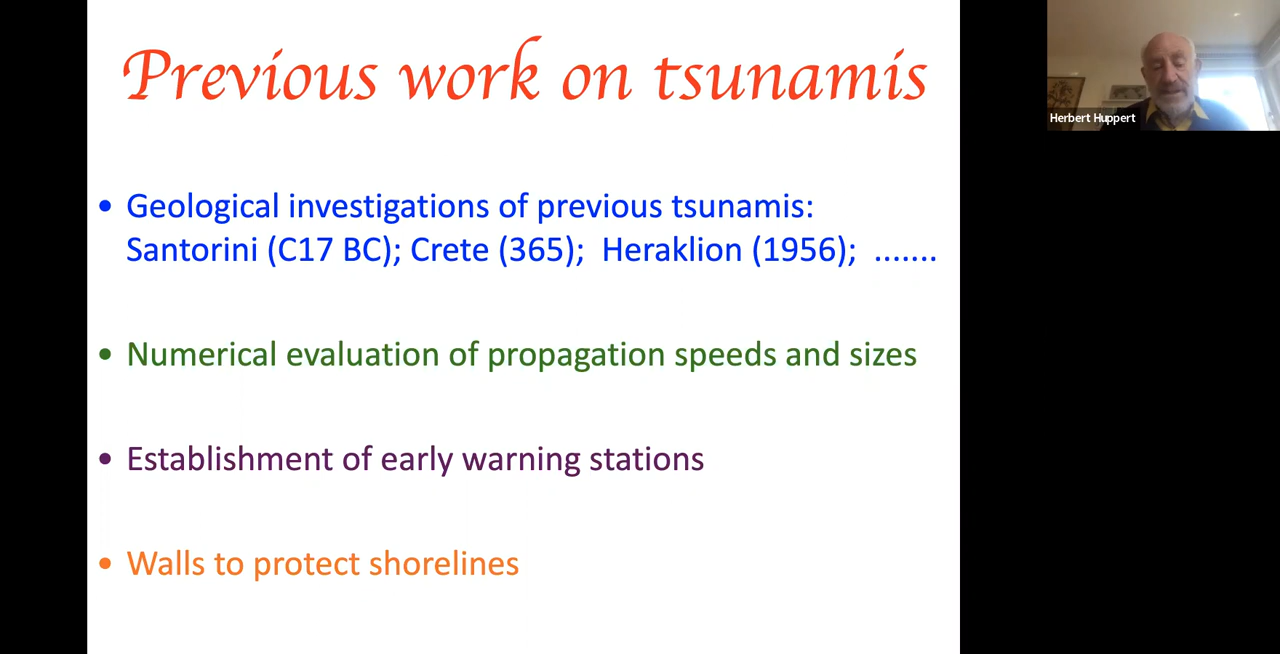 Previous work on tsunamis
• Geological investigations of previous tsunamis:
Santorini (C17 BC); Crete (365); Heraklion (1956); .......
• Numerical evaluation of propagation speeds and sizes
• Establishment of early warning stations
• Walls to protect shorelines
Herbert Huppert